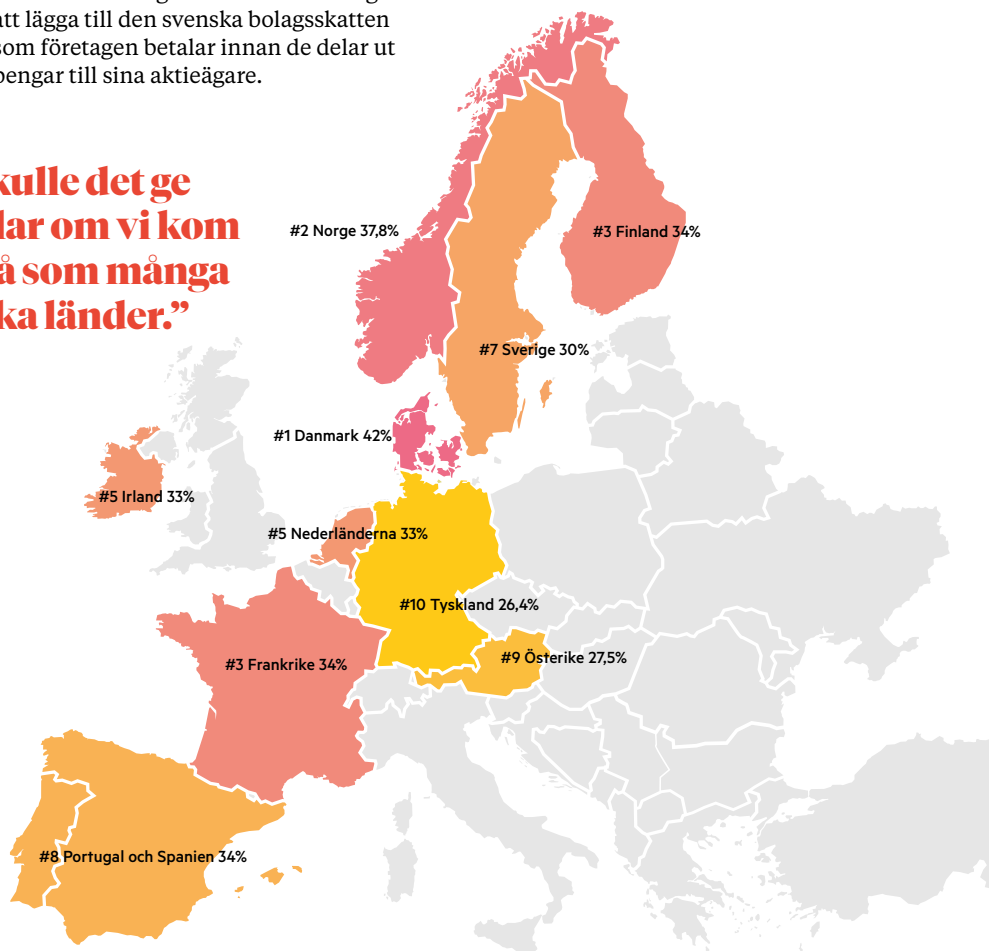 att lägga till den svenska bolagsskatten
som företagen betalar innan de delar ut
pengar till sina aktieägare.
kulle det ge
lar om vi kom
å som många
ka länder.”
#2 Norge 37,8%
#3 Finland 34%
#7 Sverige 30%
#1 Danmark 42%
#5 Irland 33%
#5 Nederländerna 33%
#10 Tyskland 26,4%
#9 Österike 27,5%
#3 Frankrike 34%
#8 Portugal och Spanien 34%